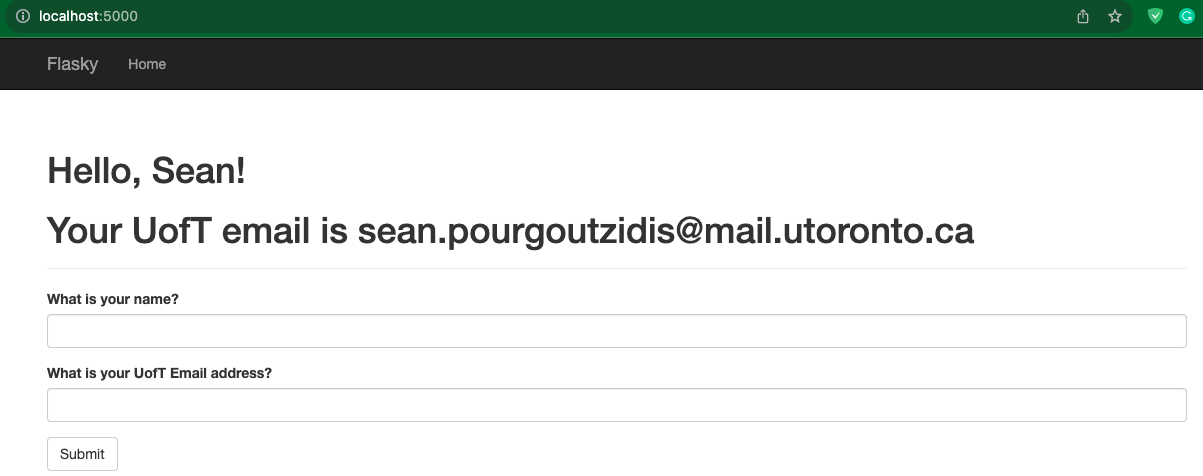 localhost:5000
Flasky Home
Hello, Sean!
Your UofT email is sean.pourgoutzidis@mail.utoronto.ca
What is your name?
What is your UofT Email address?
Submit